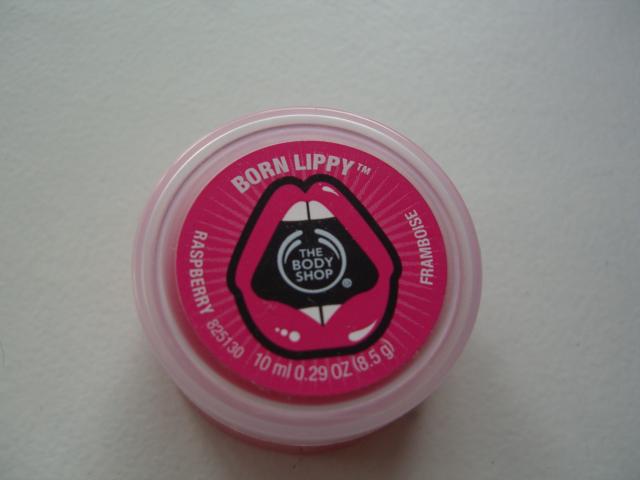 BORN LIPPY™
THE
BODY
SHOP®
RASPBERRY
FRAMBOISE
825130
10 ml 0.29 OZ (8.5 g)